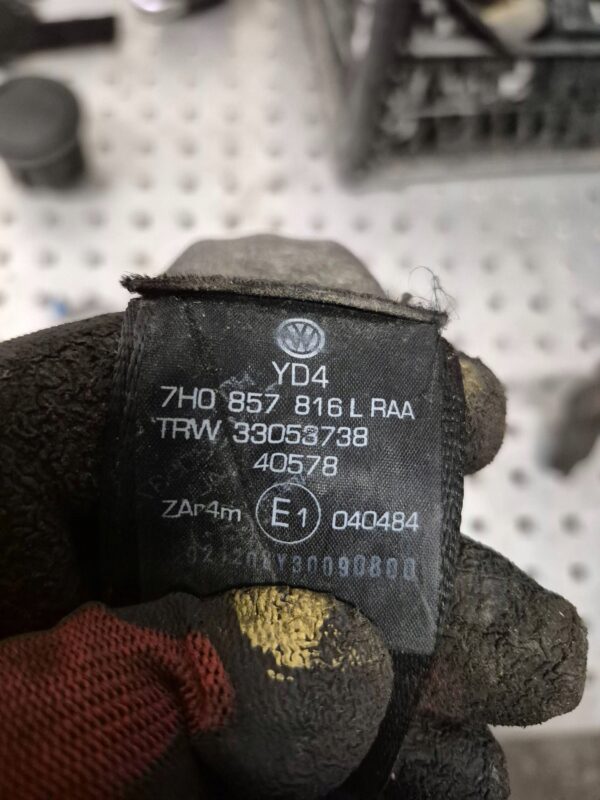 YD4
7H0 857 816 L RAA
TRW 33053738
40578
ZAr4m E1 040484